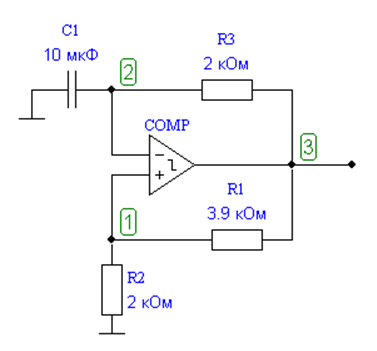 C1
10 мкФ
R3
2 кОм
2
COMP
3
−
+
R1
3.9 кОм
1
R2
2 кОм